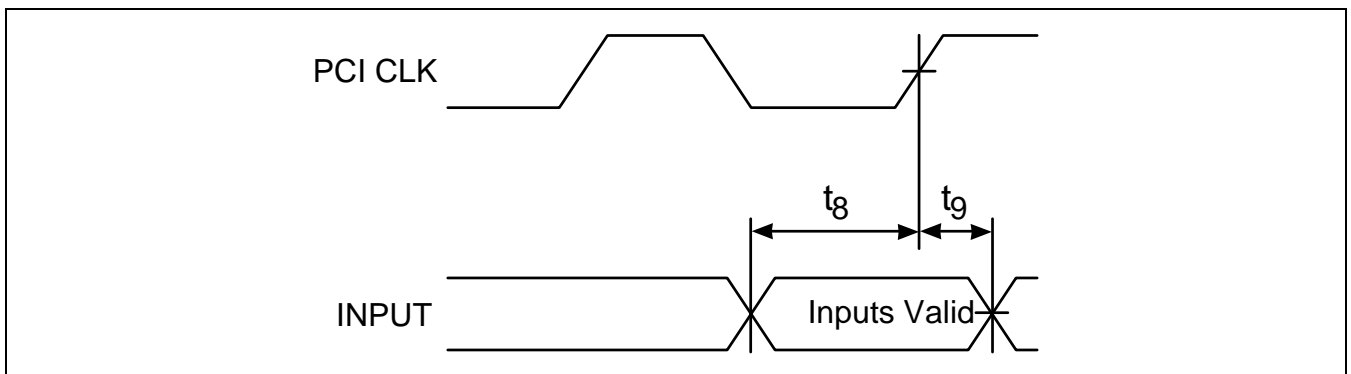 PCI CLK
t8
t9
INPUT
Inputs Valid